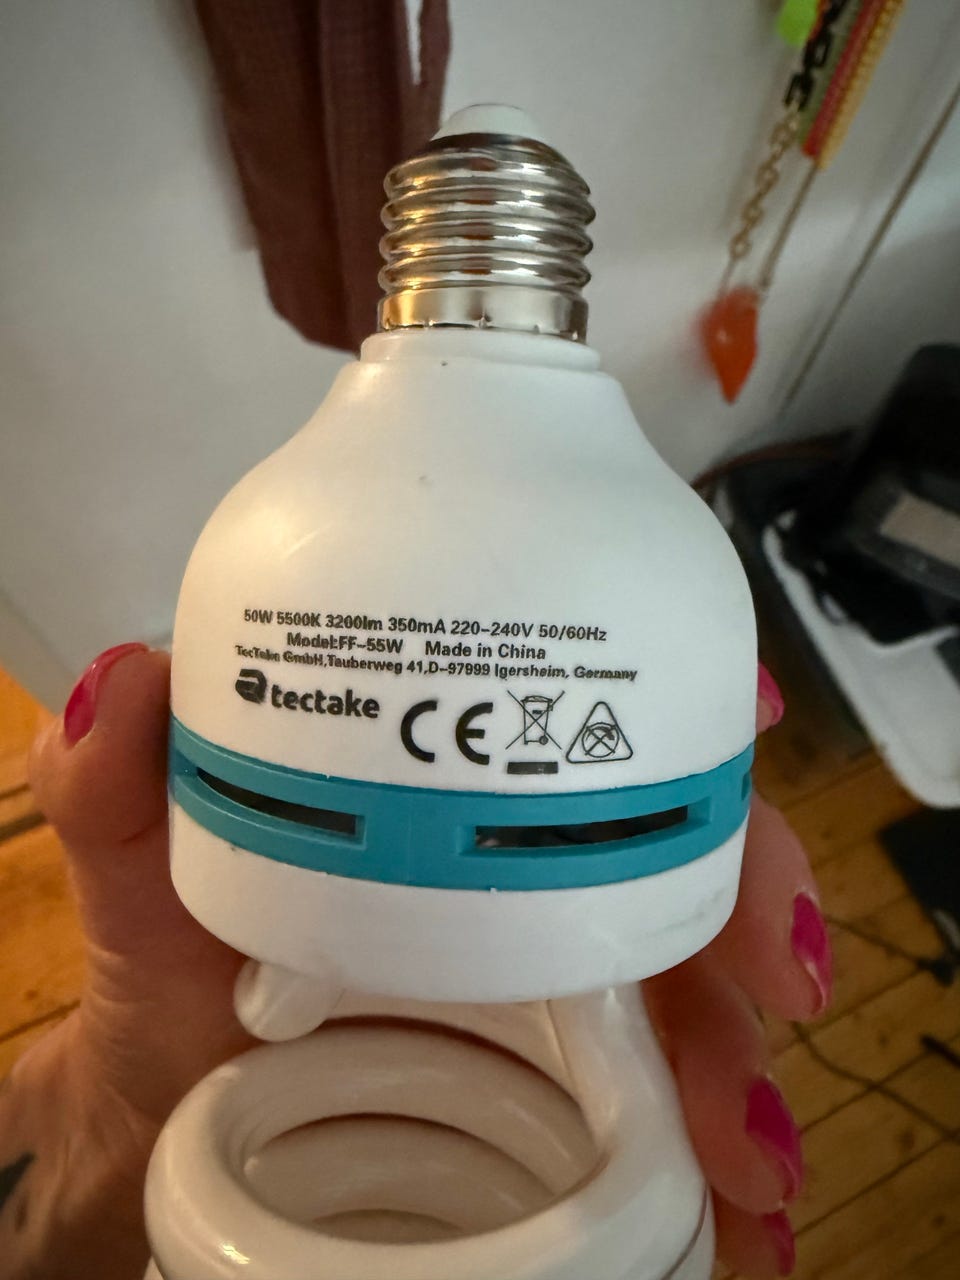 50W 5500K 3200lm 350mA 220-240V 50/60Hz
Model:FF-55W Made in China
TecTake GmbH,Tauberweg 41,D-97999 Igersheim, Germany
tectake CE